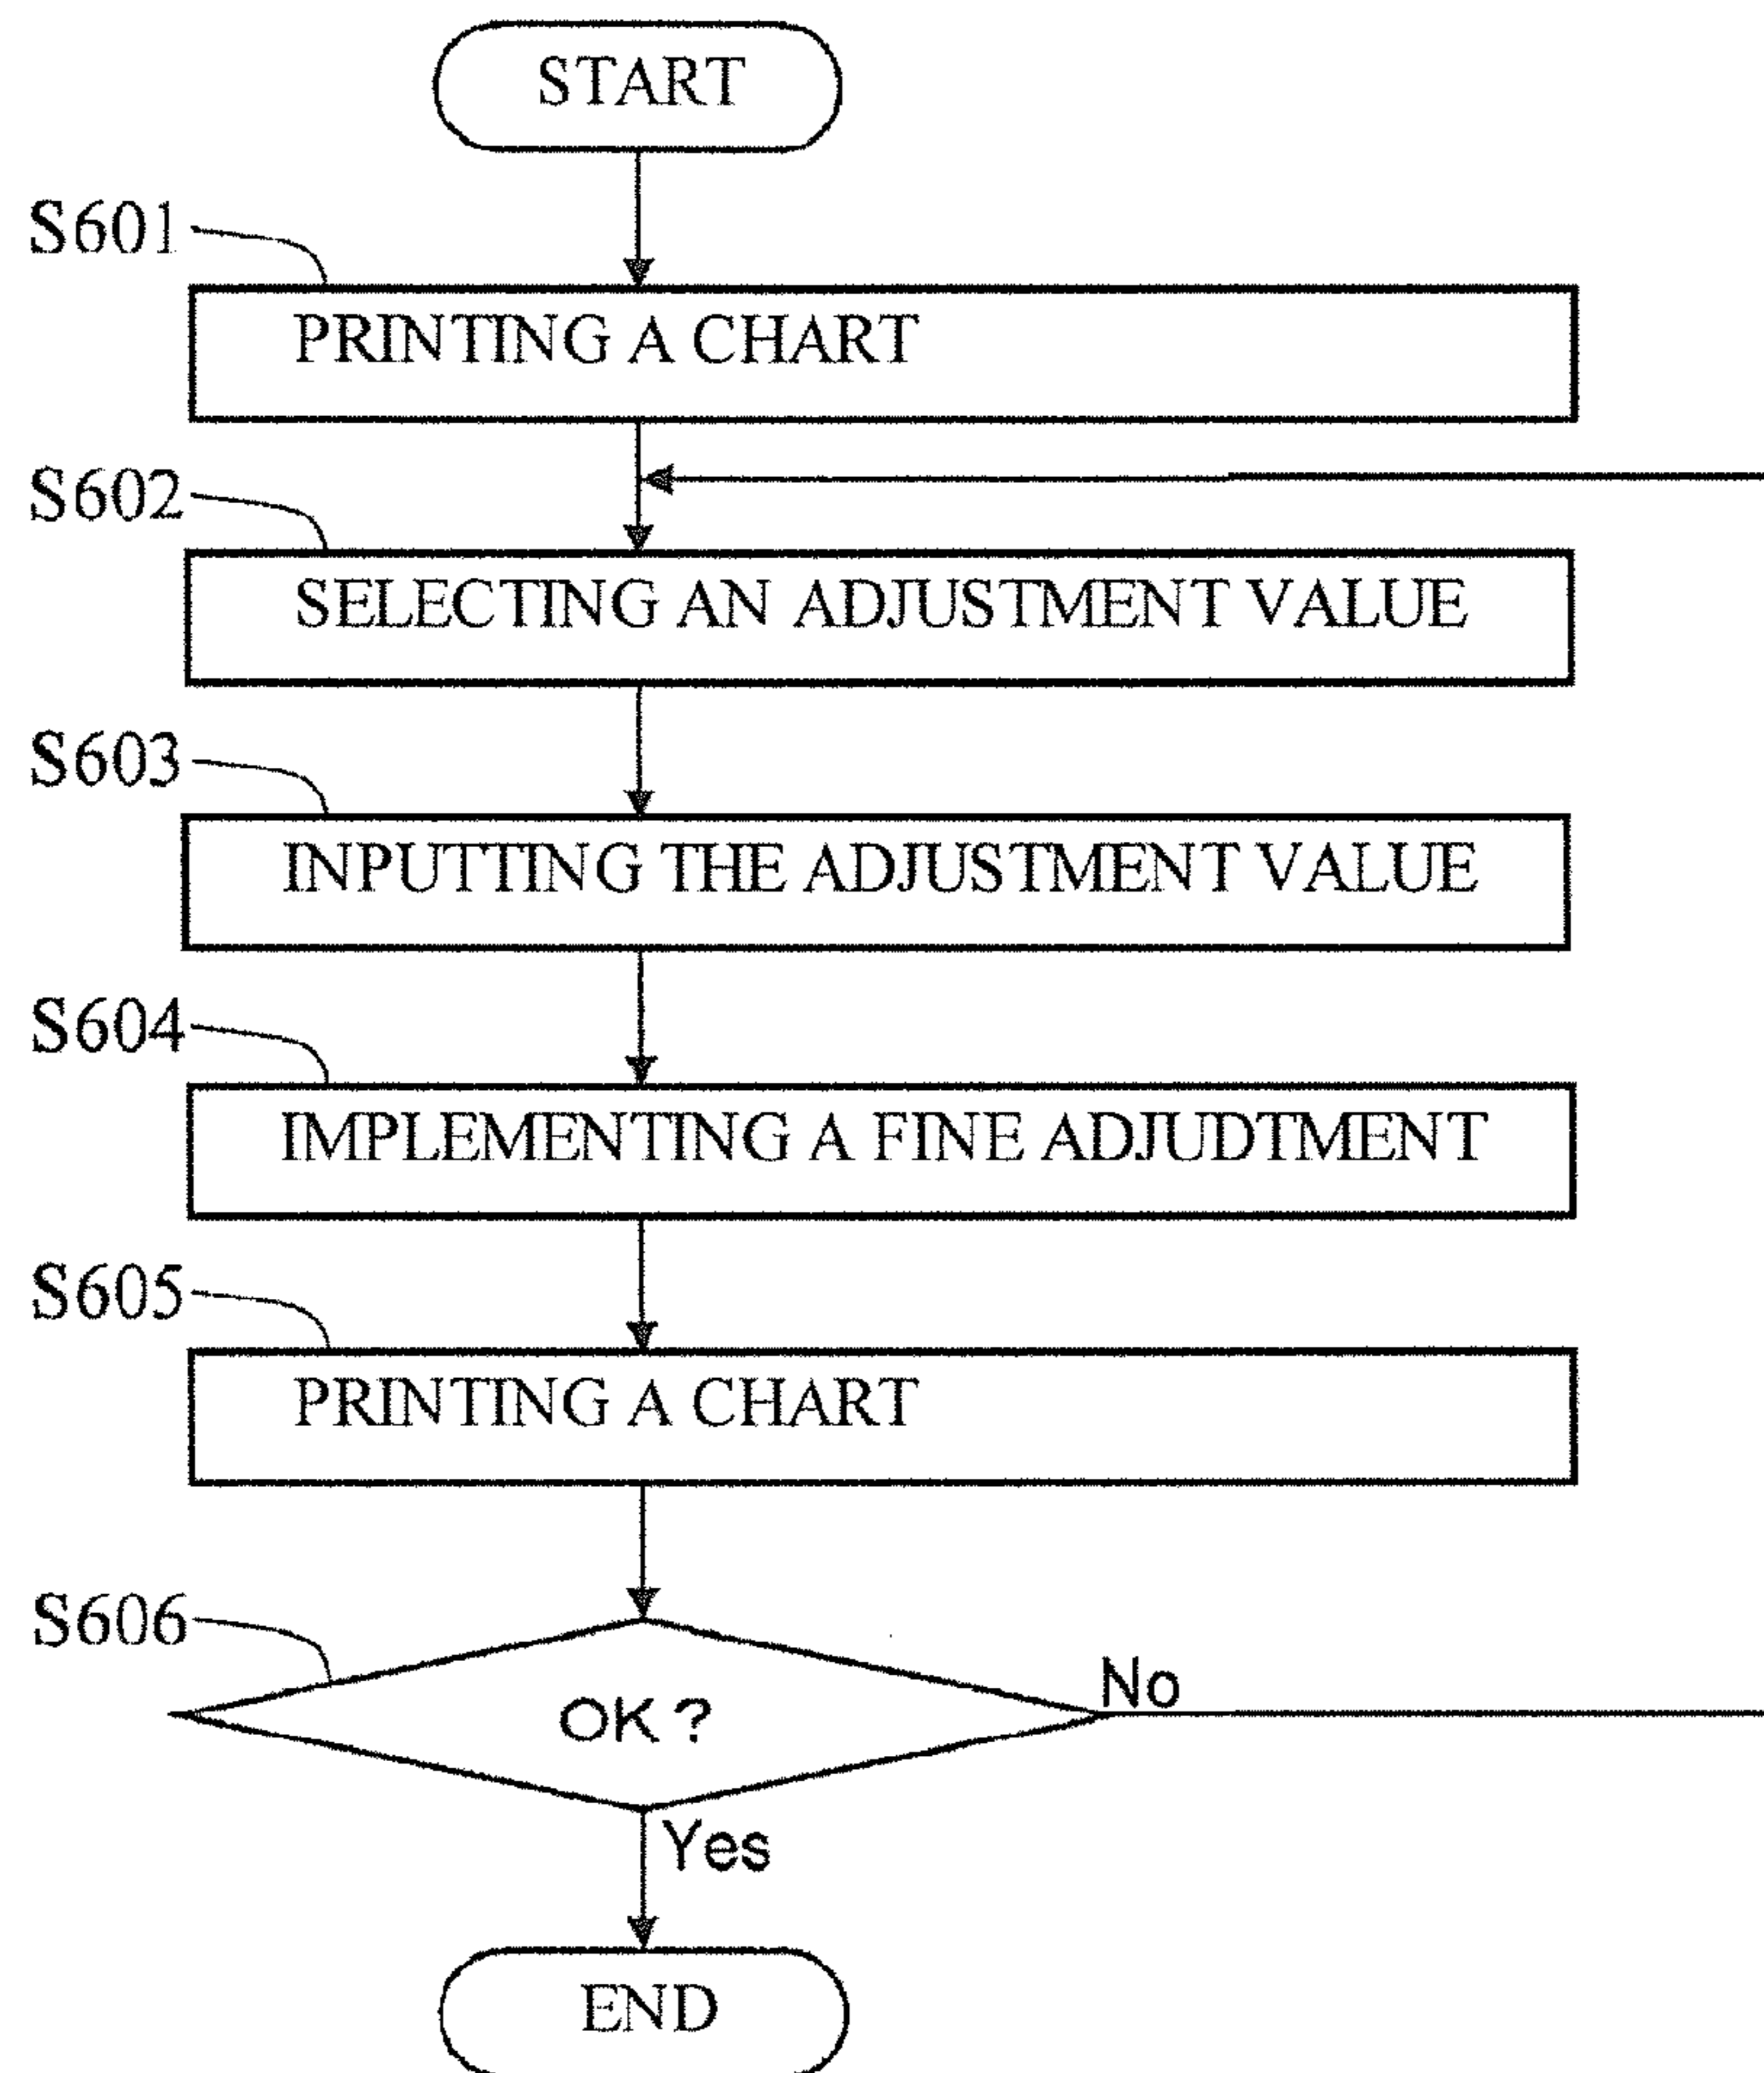 START
S601
PRINTING A CHART
S602
SELECTING AN ADJUSTMENT VALUE
S603
INPUTTING THE ADJUSTMENT VALUE
S604
IMPLEMENTING A FINE ADJUDTMENT
S605
PRINTING A CHART
S606
OK ?
No
Yes
END